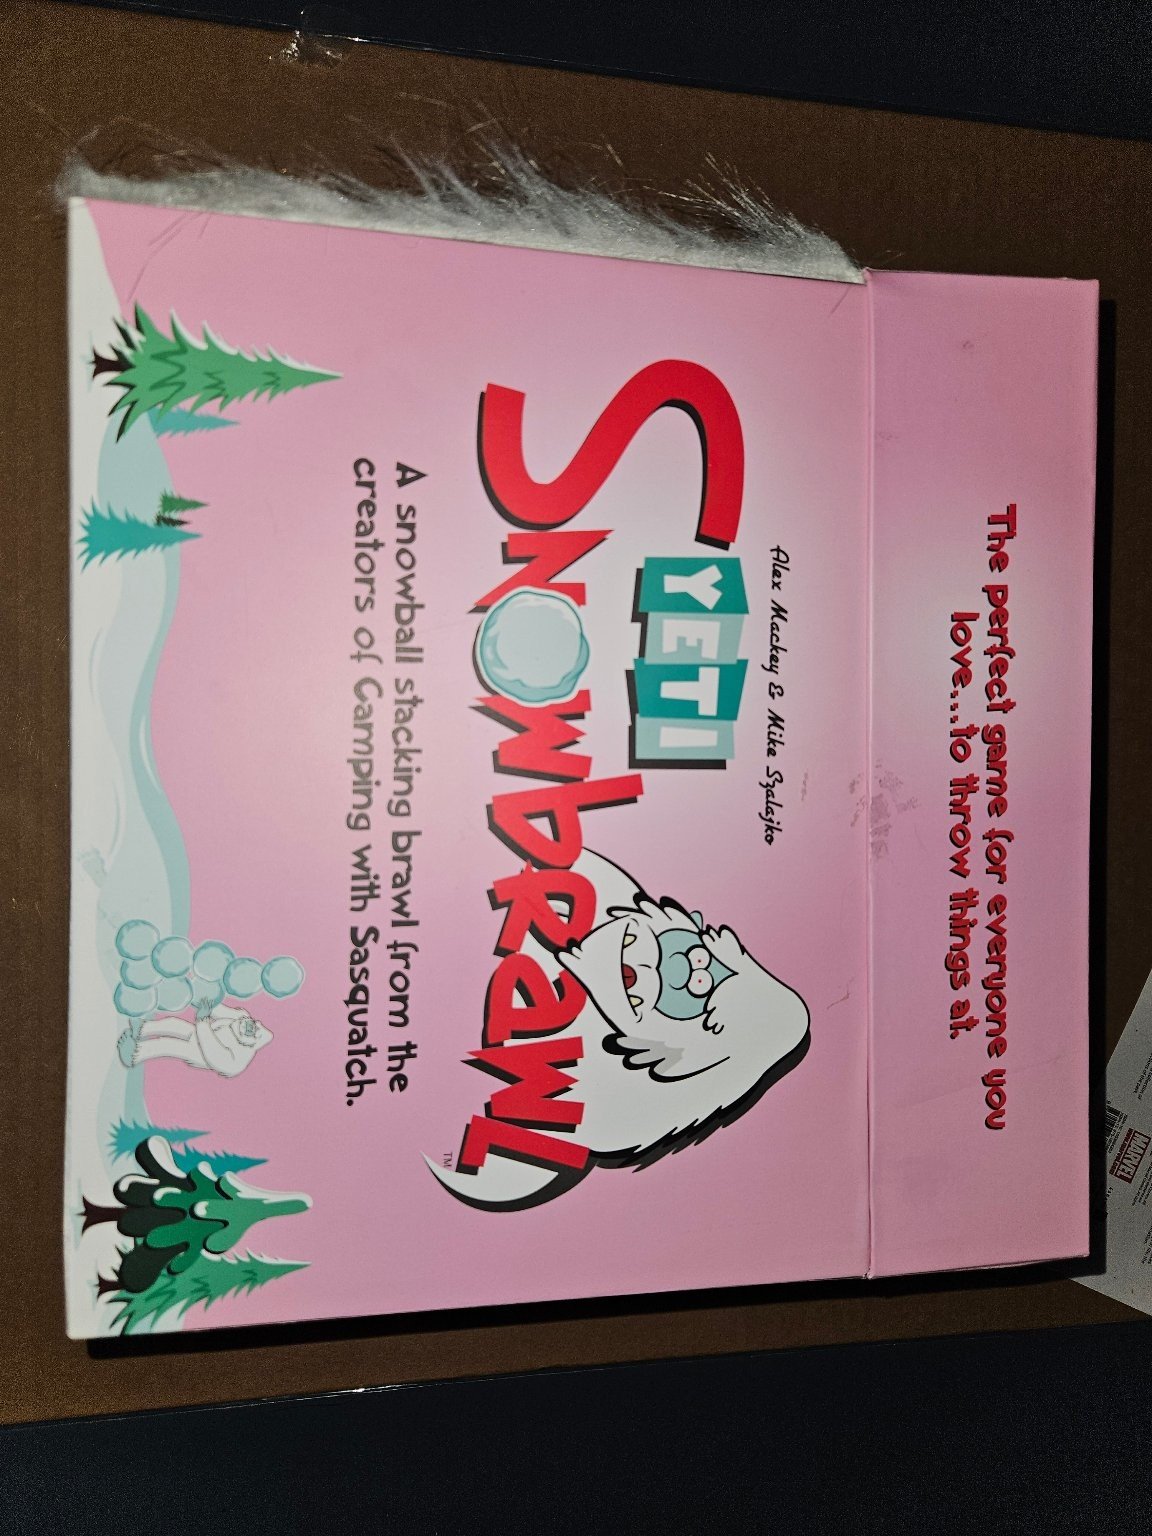 The perfect game for everyone you
love...to throw things at.
Alex Mackey & Mike Szalajko
YETI
SNOWbRaWL
TM
A snowball stacking brawl from the
creators of Camping with Sasquatch.
MARVEL